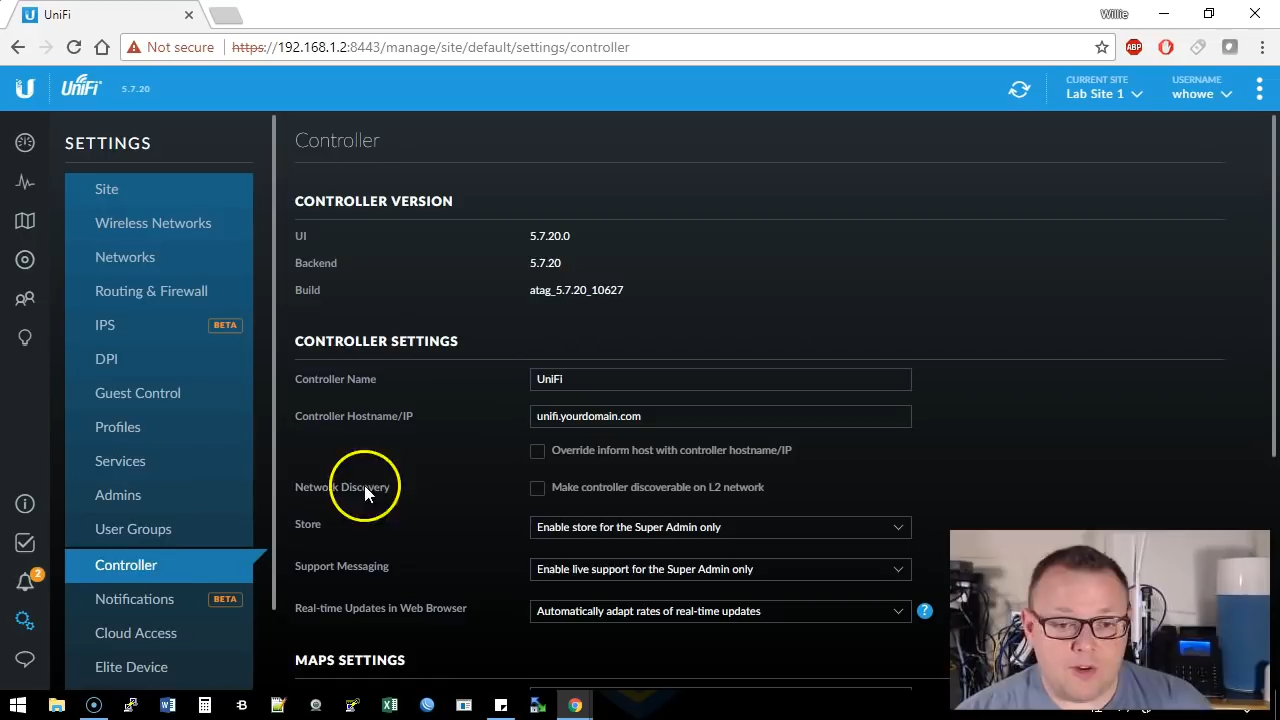 UniFi
Willie
Not secure https://192.168.1.2:8443/manage/site/default/settings/controller
ABP
U UniFi 5.7.20
CURRENT SITE
Lab Site 1
USERNAME
whowe
SETTINGS
Site
Wireless Networks
Networks
Routing & Firewall
IPS BETA
DPI
Guest Control
Profiles
Services
Admins
User Groups
Controller
Notifications BETA
Cloud Access
Elite Device
2
Controller
CONTROLLER VERSION
UI 5.7.20.0
Backend 5.7.20
Build atag_5.7.20_10627
CONTROLLER SETTINGS
Controller Name UniFi
Controller Hostname/IP unifi.yourdomain.com
Override inform host with controller hostname/IP
Network Discovery Make controller discoverable on L2 network
Store Enable store for the Super Admin only
Support Messaging Enable live support for the Super Admin only
Real-time Updates in Web Browser Automatically adapt rates of real-time updates ?
MAPS SETTINGS